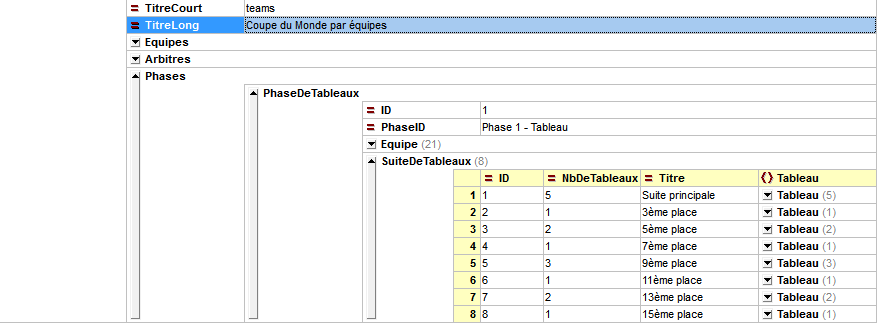 TitreCourt teams
TitreLong Coupe du Monde par équipes
Equipes
Arbitres
Phases
PhaseDeTableaux
ID 1
PhaseID Phase 1 - Tableau
Equipe (21)
SuiteDeTableaux (8)
ID NbDeTableaux Titre Tableau
1 1 5 Suite principale Tableau (5)
2 2 1 3ème place Tableau (1)
3 3 2 5ème place Tableau (2)
4 4 1 7ème place Tableau (1)
5 5 3 9ème place Tableau (3)
6 6 1 11ème place Tableau (1)
7 7 2 13ème place Tableau (2)
8 8 1 15ème place Tableau (1)